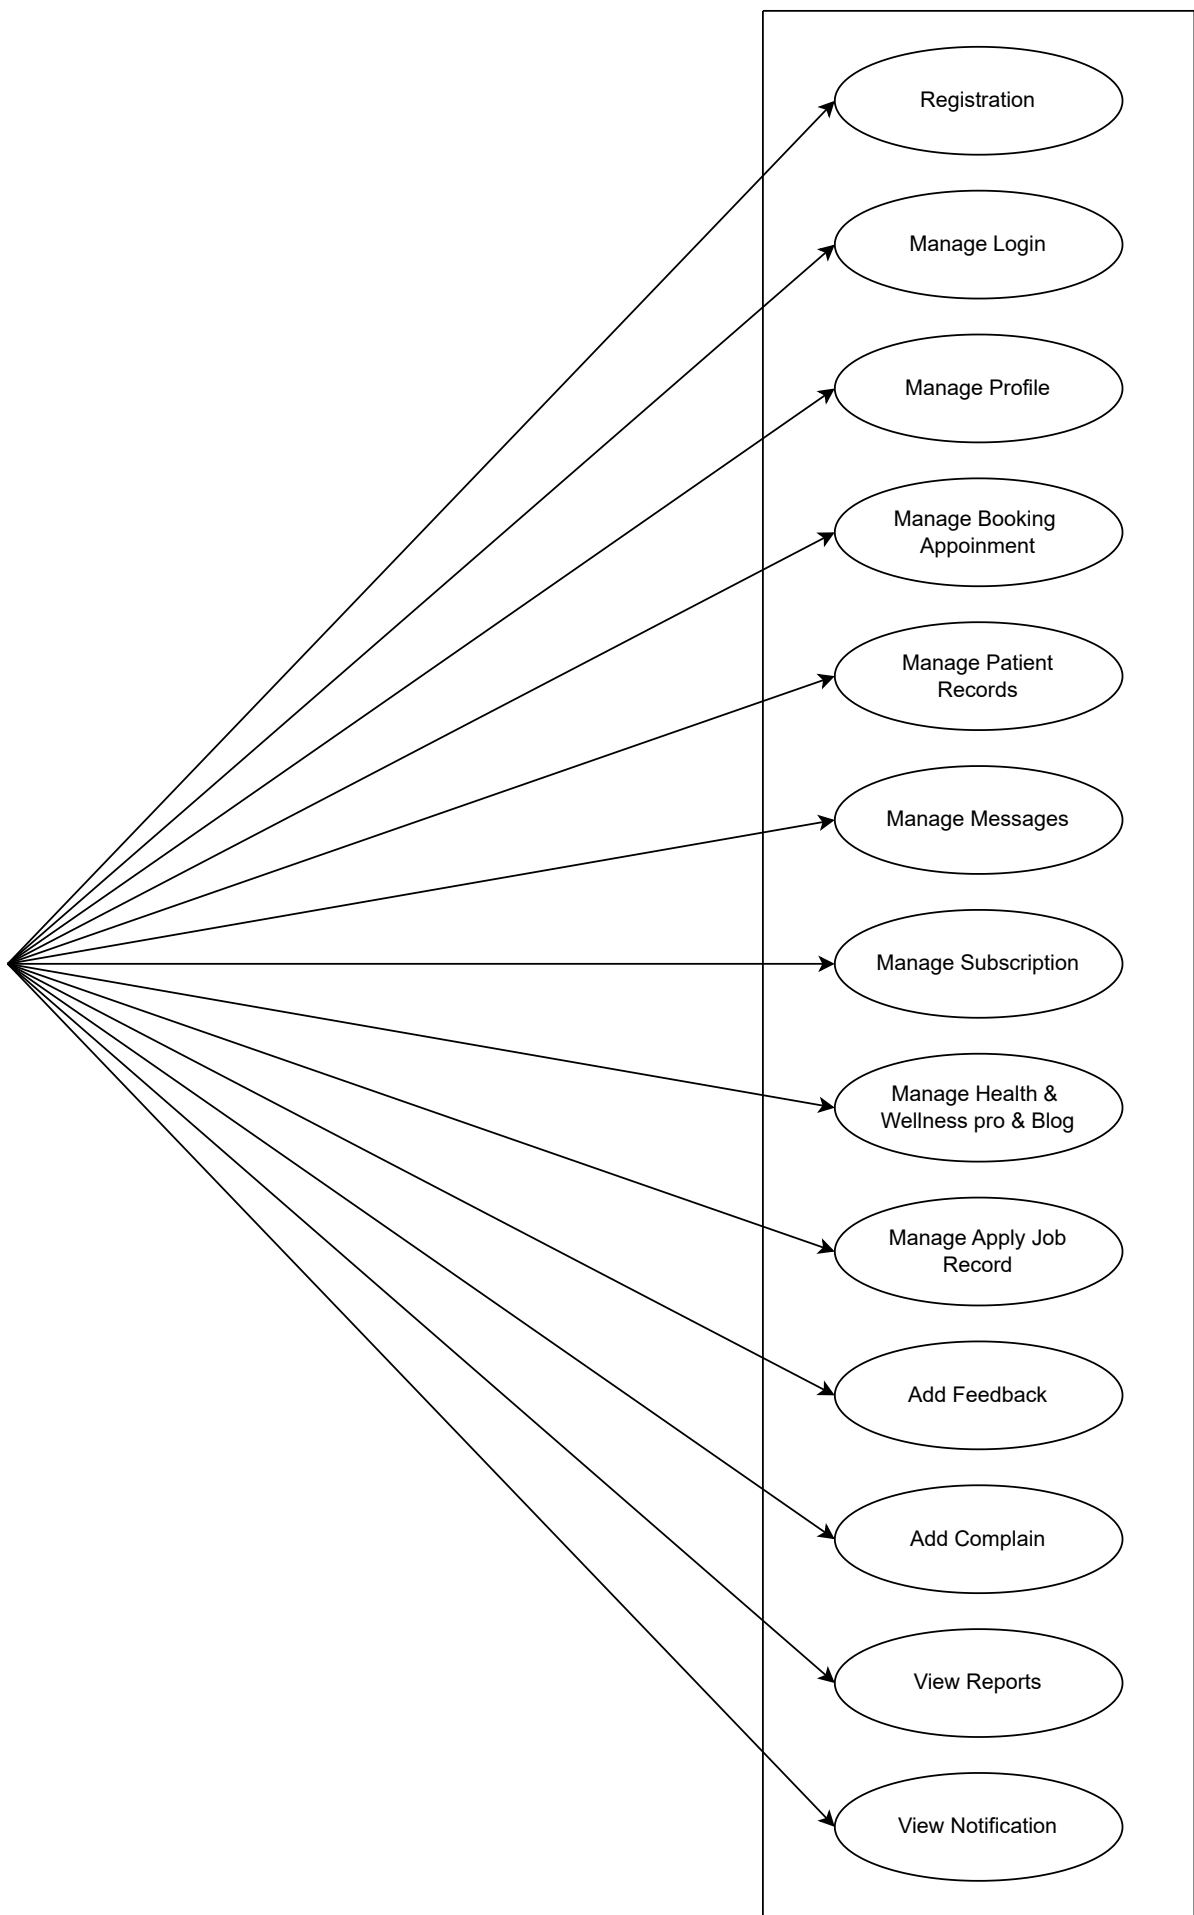 Registration
Manage Login
Manage Profile
Manage Booking
Appoinment
Manage Patient
Records
Manage Messages
Manage Subscription
Manage Health &
Wellness pro & Blog
Manage Apply Job
Record
Add Feedback
Add Complain
View Reports
View Notification